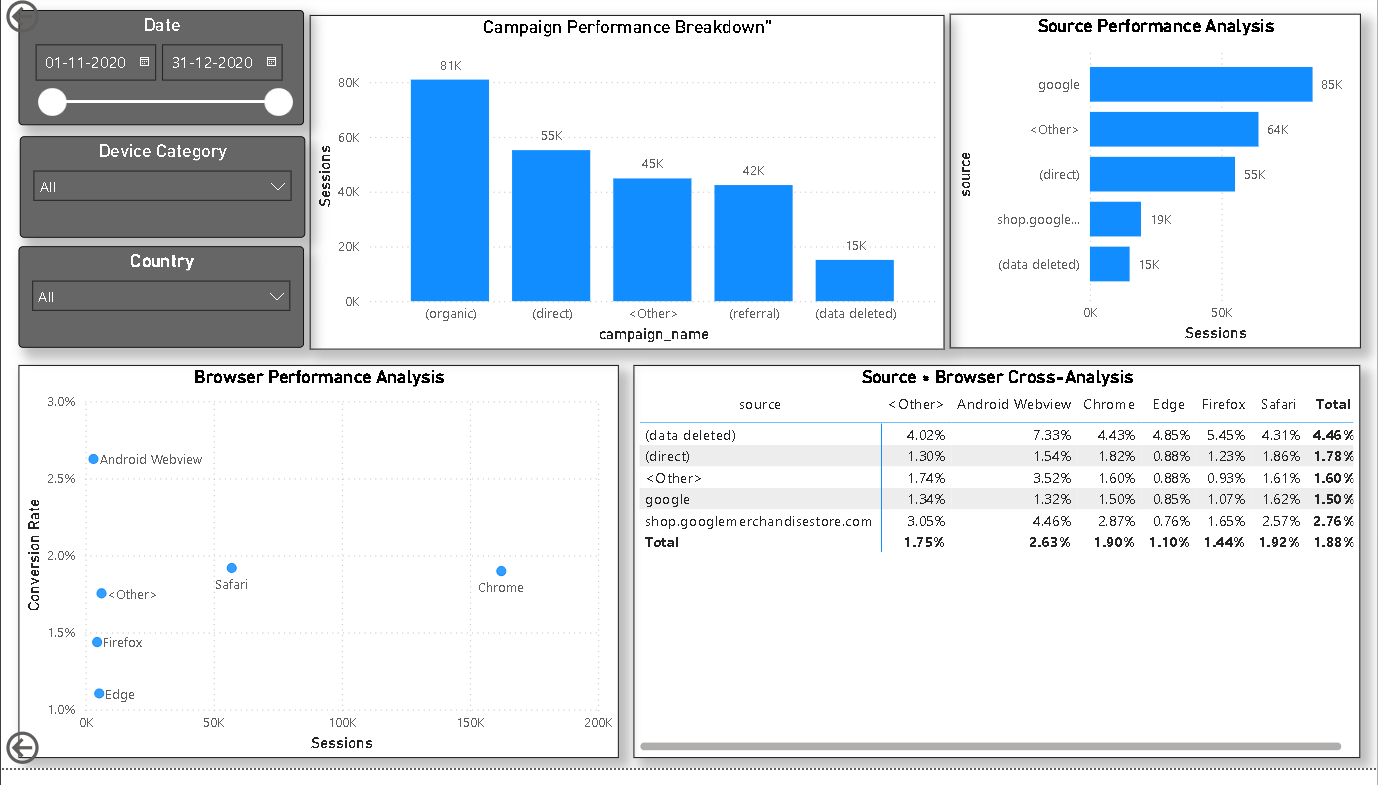 Date
01-11-2020 31-12-2020
Device Category
All
Country
All
Campaign Performance Breakdown"
Sessions
80K
60K
40K
20K
0K
81K
55K
45K
42K
15K
(organic) (direct) <Other> (referral) (data deleted)
campaign_name
Source Performance Analysis
source
google 85K
<Other> 64K
(direct) 55K
shop.google... 19K
(data deleted) 15K
0K 50K
Sessions
Browser Performance Analysis
Conversion Rate
3.0%
2.5%
2.0%
1.5%
1.0%
Android Webview
Safari
Chrome
<Other>
Firefox
Edge
0K 50K 100K 150K 200K
Sessions
Source * Browser Cross-Analysis
source <Other> Android Webview Chrome Edge Firefox Safari Total
(data deleted) 4.02% 7.33% 4.43% 4.85% 5.45% 4.31% 4.46%
(direct) 1.30% 1.54% 1.82% 0.88% 1.23% 1.86% 1.78%
<Other> 1.74% 3.52% 1.60% 0.88% 0.93% 1.61% 1.60%
google 1.34% 1.32% 1.50% 0.85% 1.07% 1.62% 1.50%
shop.googlemerchandisestore.com 3.05% 4.46% 2.87% 0.76% 1.65% 2.57% 2.76%
Total 1.75% 2.63% 1.90% 1.10% 1.44% 1.92% 1.88%